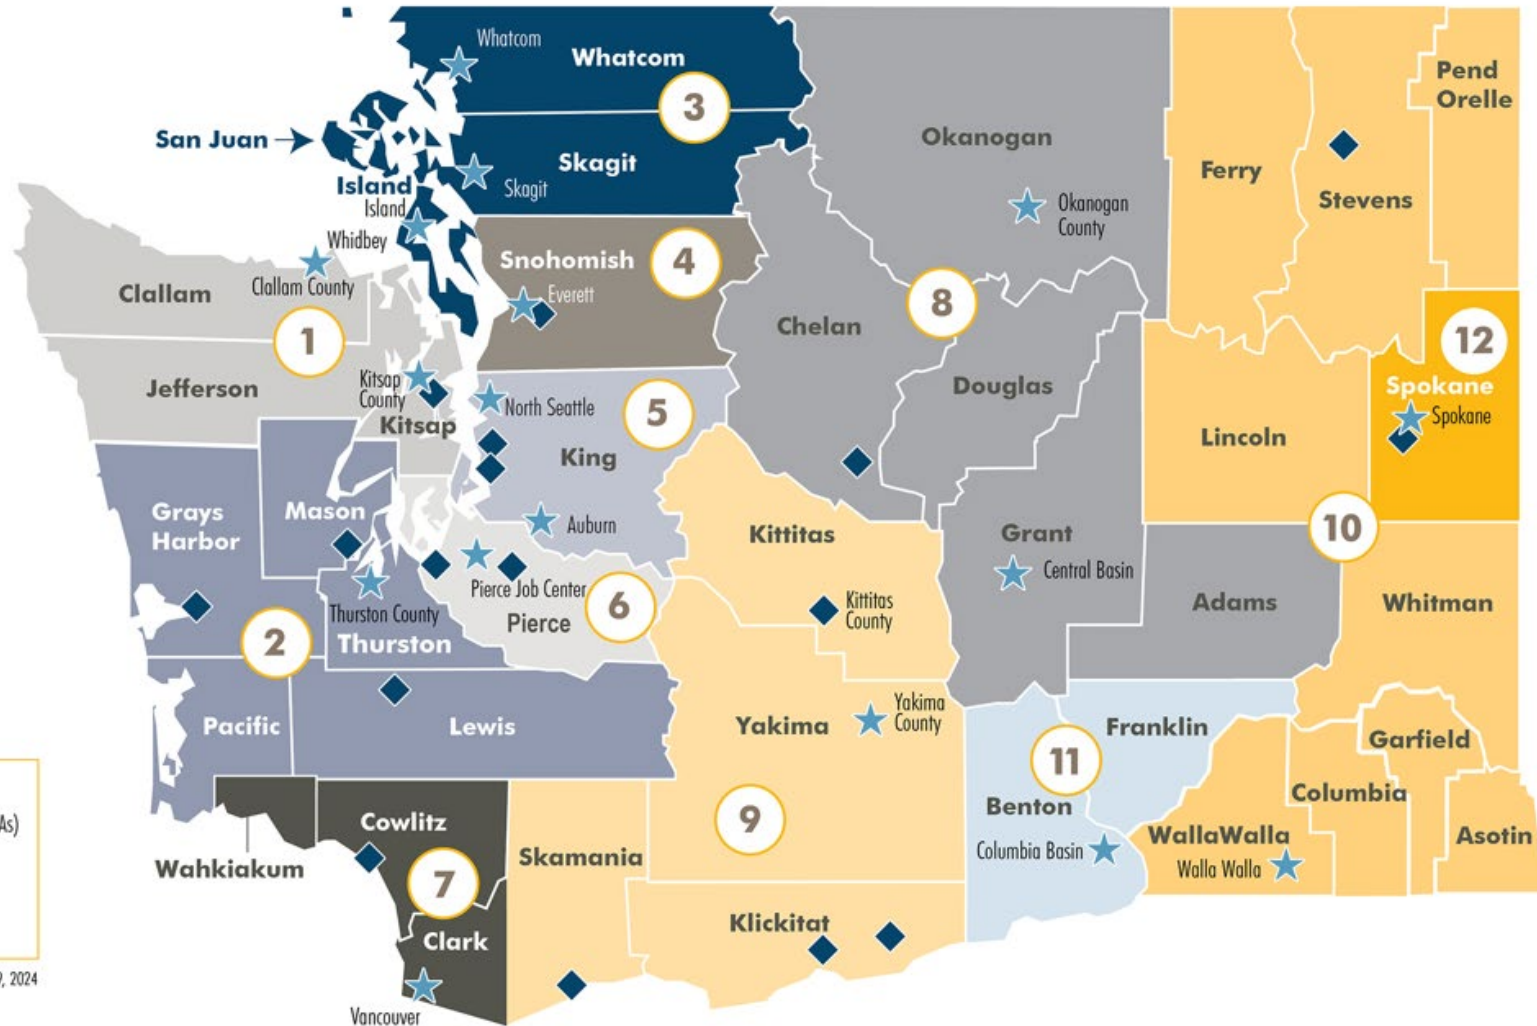 Whatcom
Whatcom
3
San Juan
Skagit
Skagit
Island
Island
Whidbey
Okanogan
Okanogan
County
Ferry
Stevens
Pend
Orelle
Clallam
Clallam County
1
Snohomish
4
Everett
Chelan
8
Douglas
12
Spokane
Spokane
Jefferson
Kitsap
County
Kitsap
North Seattle
5
King
Auburn
Lincoln
Grays
Harbor
Mason
Thurston County
Thurston
2
Pierce Job Center
Pierce
6
Kittitas
Kittitas
County
Grant
Central Basin
10
Adams
Whitman
Pacific
Lewis
Yakima
Yakima
County
9
11
Franklin
Benton
Columbia Basin
WallaWalla
Walla Walla
Columbia
Garfield
Asotin
Wahkiakum
Cowlitz
7
Clark
Vancouver
Skamania
Klickitat
As)
, 2024